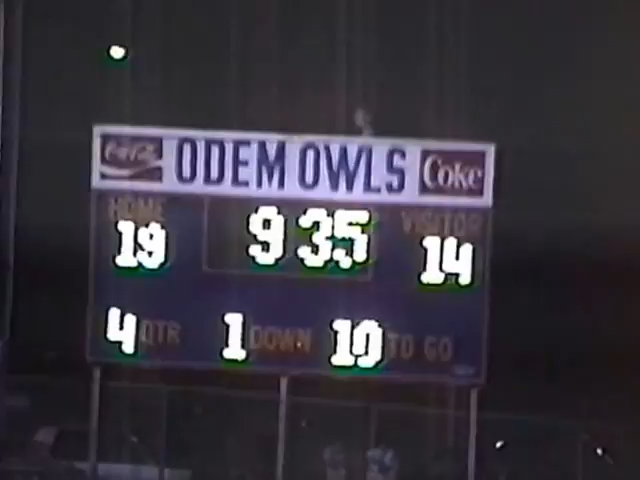 Coca-Cola ODEM OWLS Coke
HOME 9 35 VISITOR
19 14
4 QTR 1 DOWN 10 TO GO